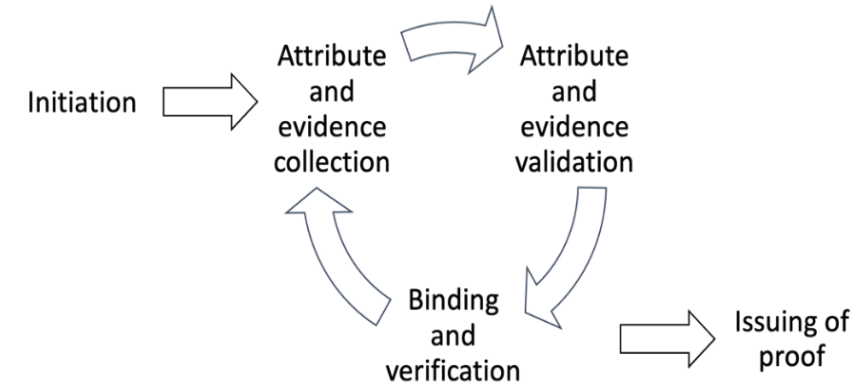 Initiation
Attribute
and
evidence
collection
Attribute
and
evidence
validation
Binding
and
verification
Issuing of
proof